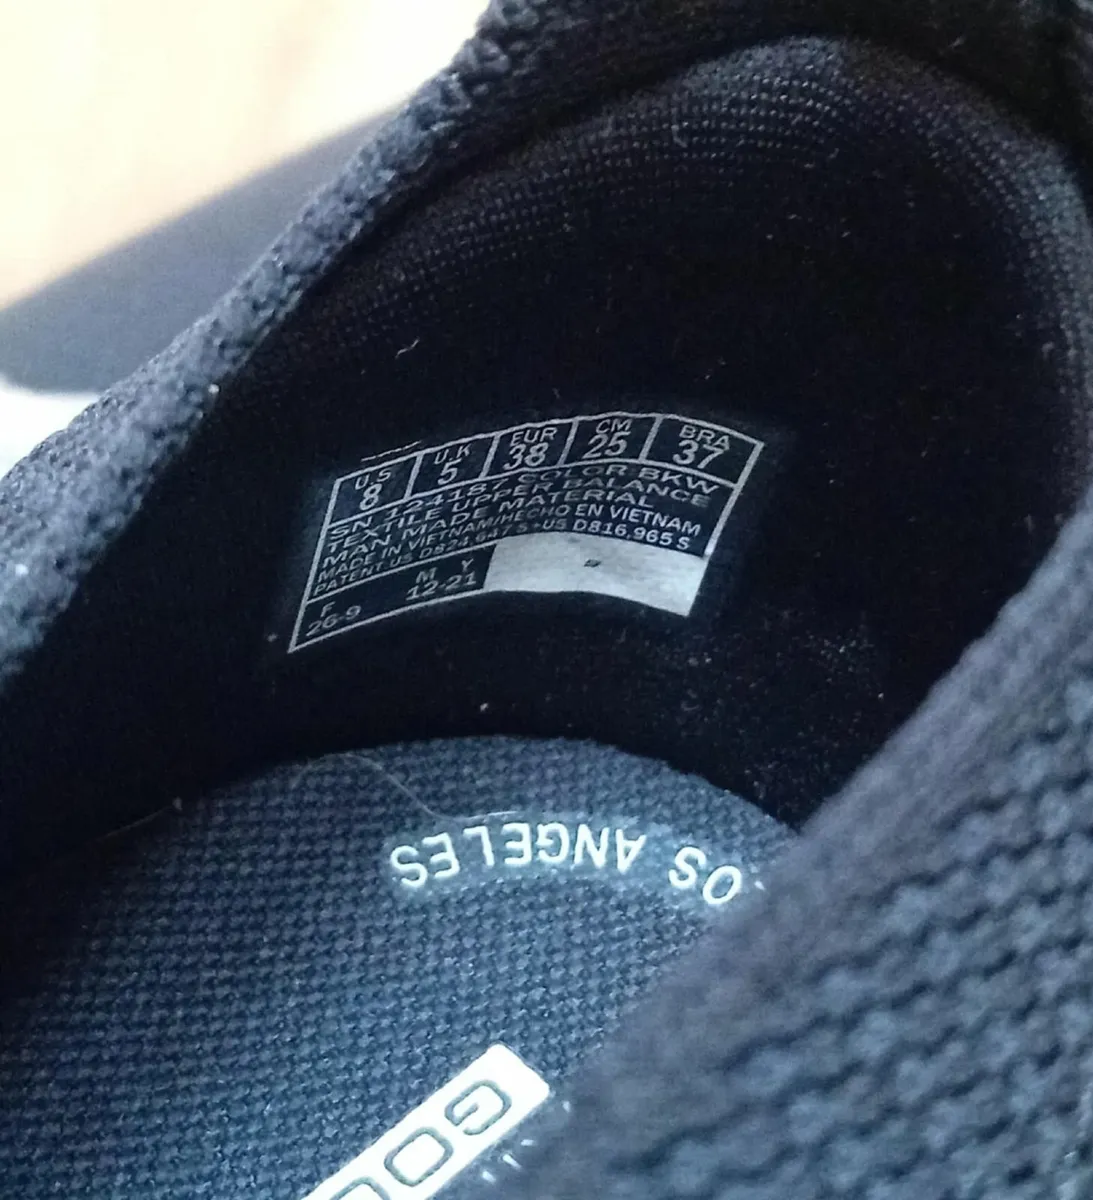 U.S U.K EUR CM BRA
8 5 38 25 37
SN 124187 COLOR BKW
TEXTILE UPPER BALANCE
MAN MADE MATERIAL
MADE IN VIETNAM/HECHO EN VIETNAM
PATENT:US D824,647 S+US D816,965 S
F M Y
26-9 12-21
OS ANGELES
GO